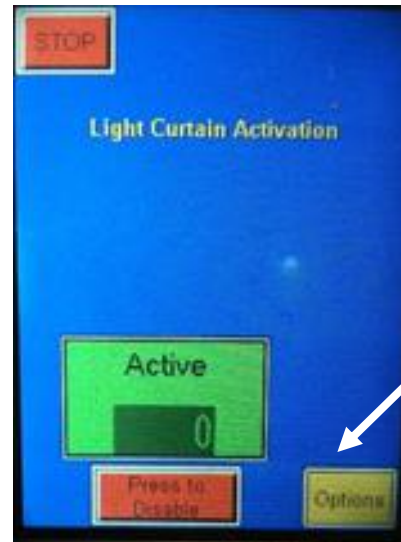 STOP
Light Curtain Activation
Active
0
Press to
Disable
Options